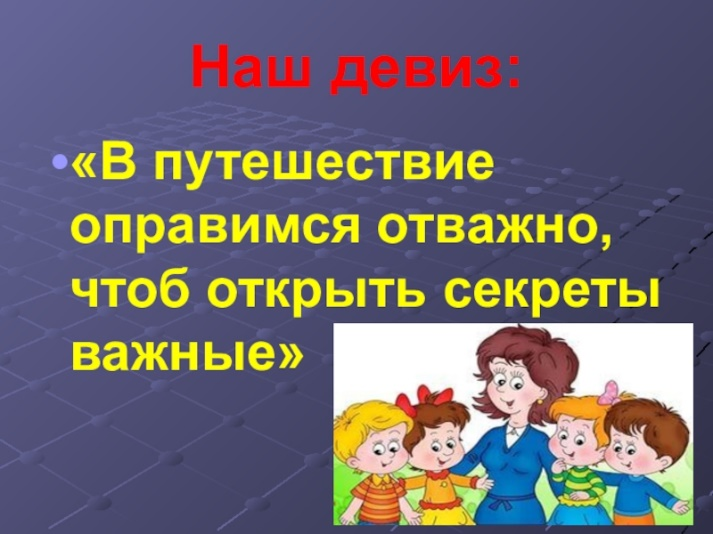 Наш девиз:
•«В путешествие
оправимся отважно,
чтоб открыть секреты
важные»